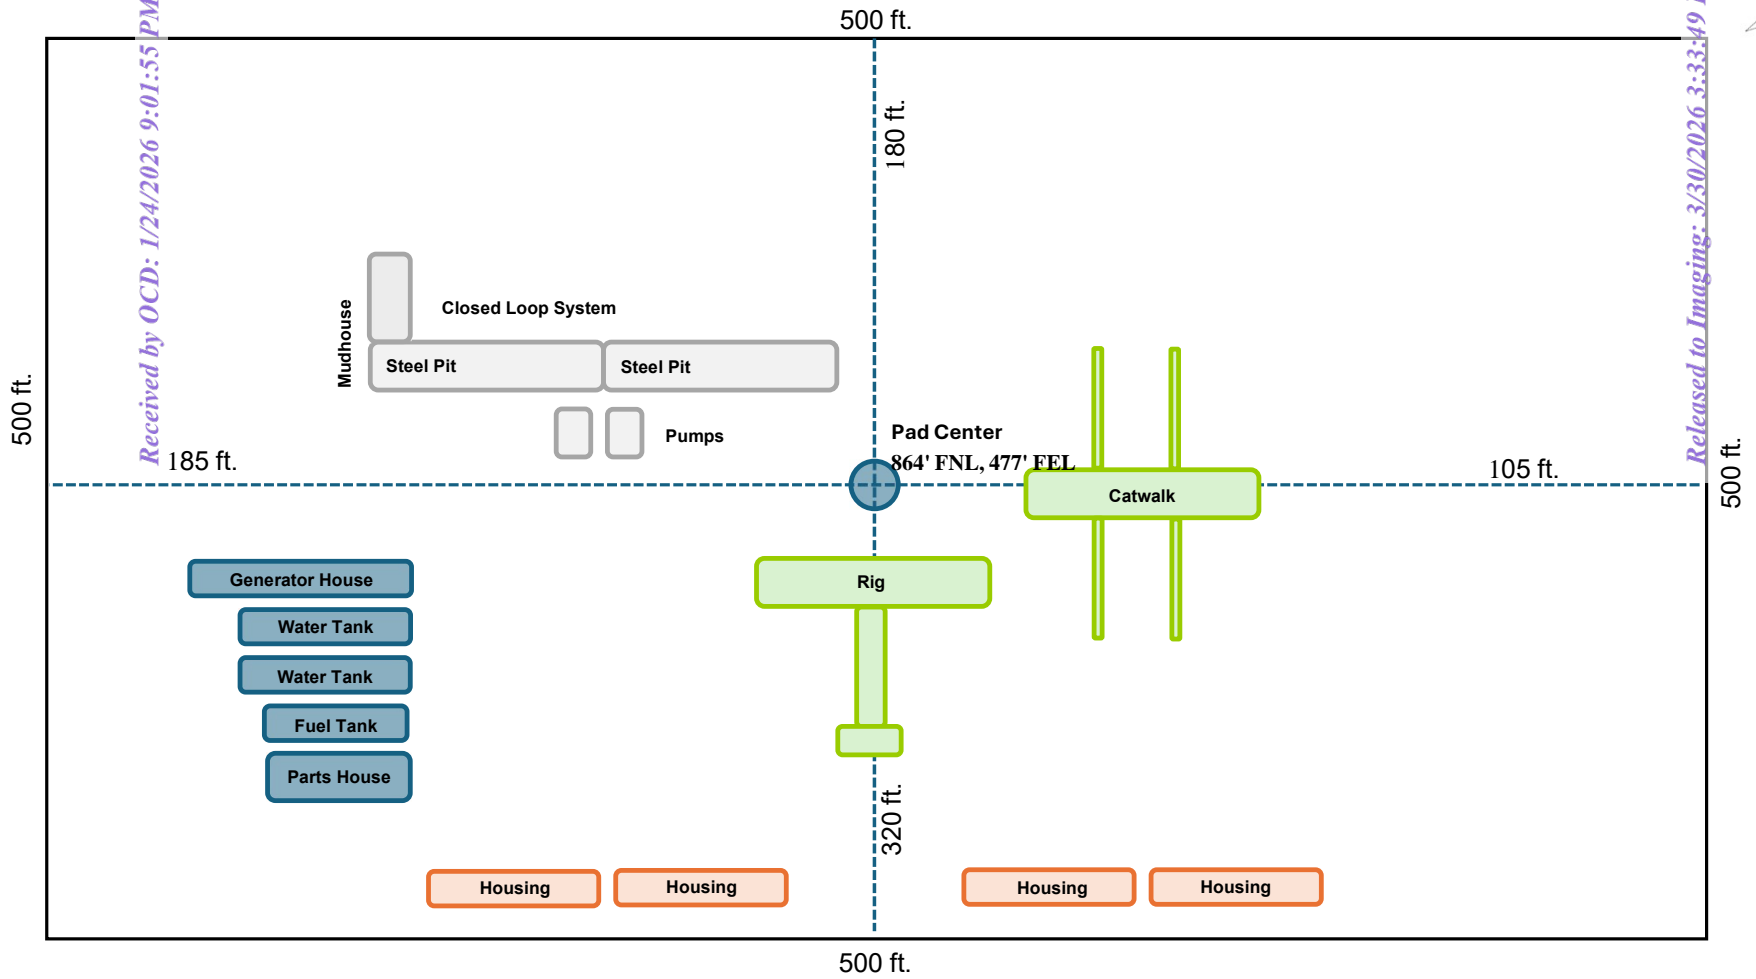 500 ft.
Received by OCD: 1/24/2026 9:01:55 PM
Released to Imaging: 3/30/2026 3:33:49
180 ft.
Mudhouse
Closed Loop System
Steel Pit
Steel Pit
Pumps
500 ft.
Pad Center
864' FNL, 477' FEL
185 ft.
105 ft.
500 ft.
Catwalk
Generator House
Rig
Water Tank
Water Tank
Fuel Tank
Parts House
320 ft.
Housing
Housing
Housing
Housing
500 ft.